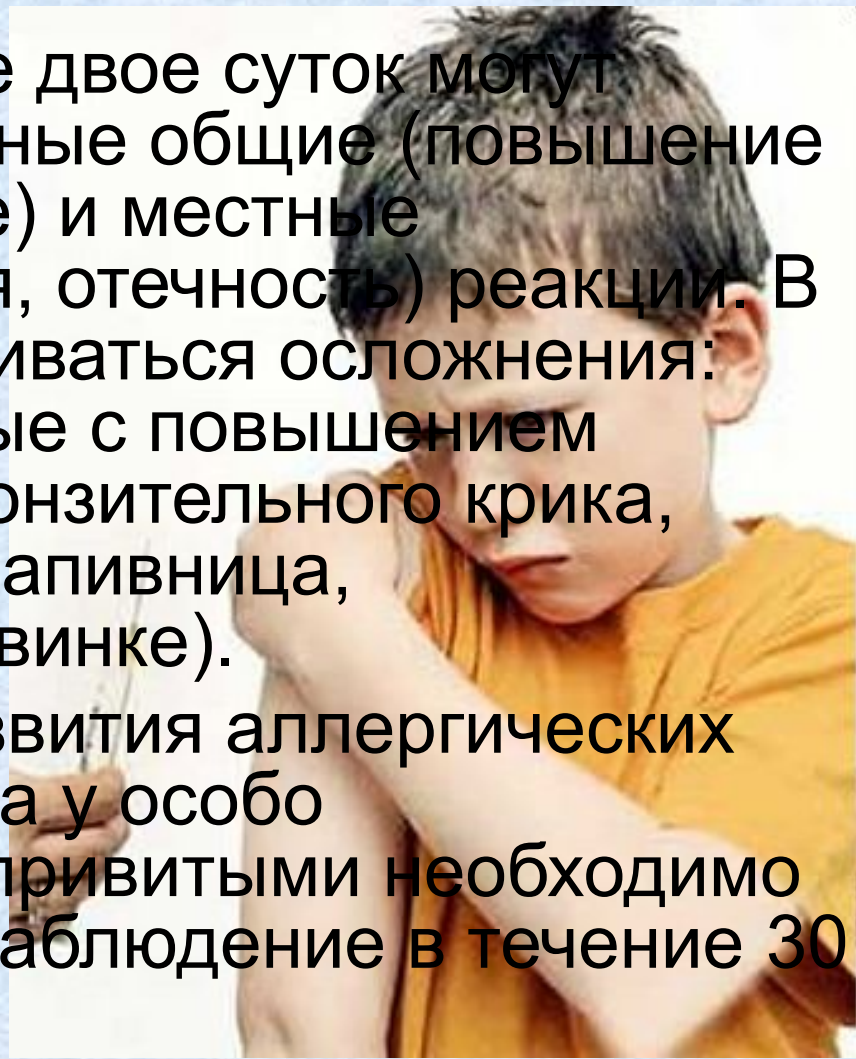 е двое суток могут
ные общие (повышение
е) и местные
я, отечность) реакции. В
иваться осложнения:
ые с повышением
онзительного крика,
апивница,
винке).
звития аллергических
а у особо
привитыми необходимо
аблюдение в течение 30